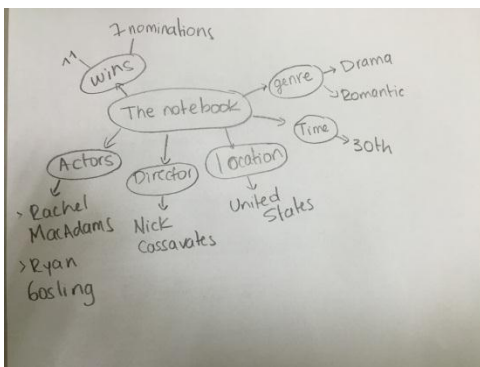 7 nominations
11
wins
The notebook
genre
Drama
Romantic
Time
30th
Actors
> Rachel
MacAdams
> Ryan
Gosling
Director
Nick
Cassavates
Location
United
States